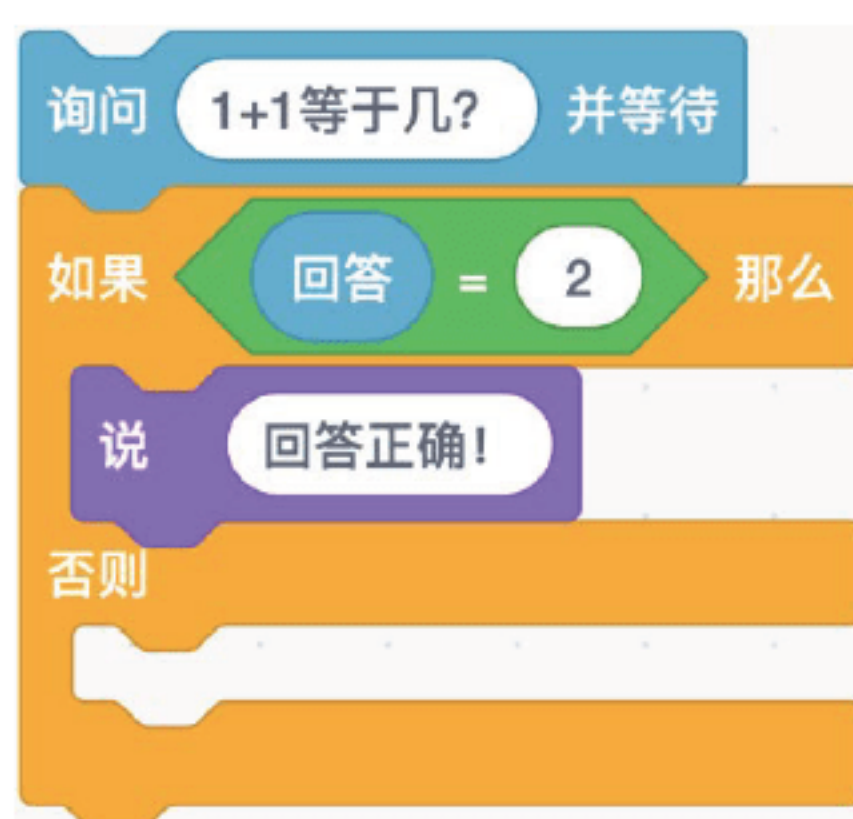 询问 1+1等于几? 并等待
如果 回答 = 2 那么
说 回答正确!
否则